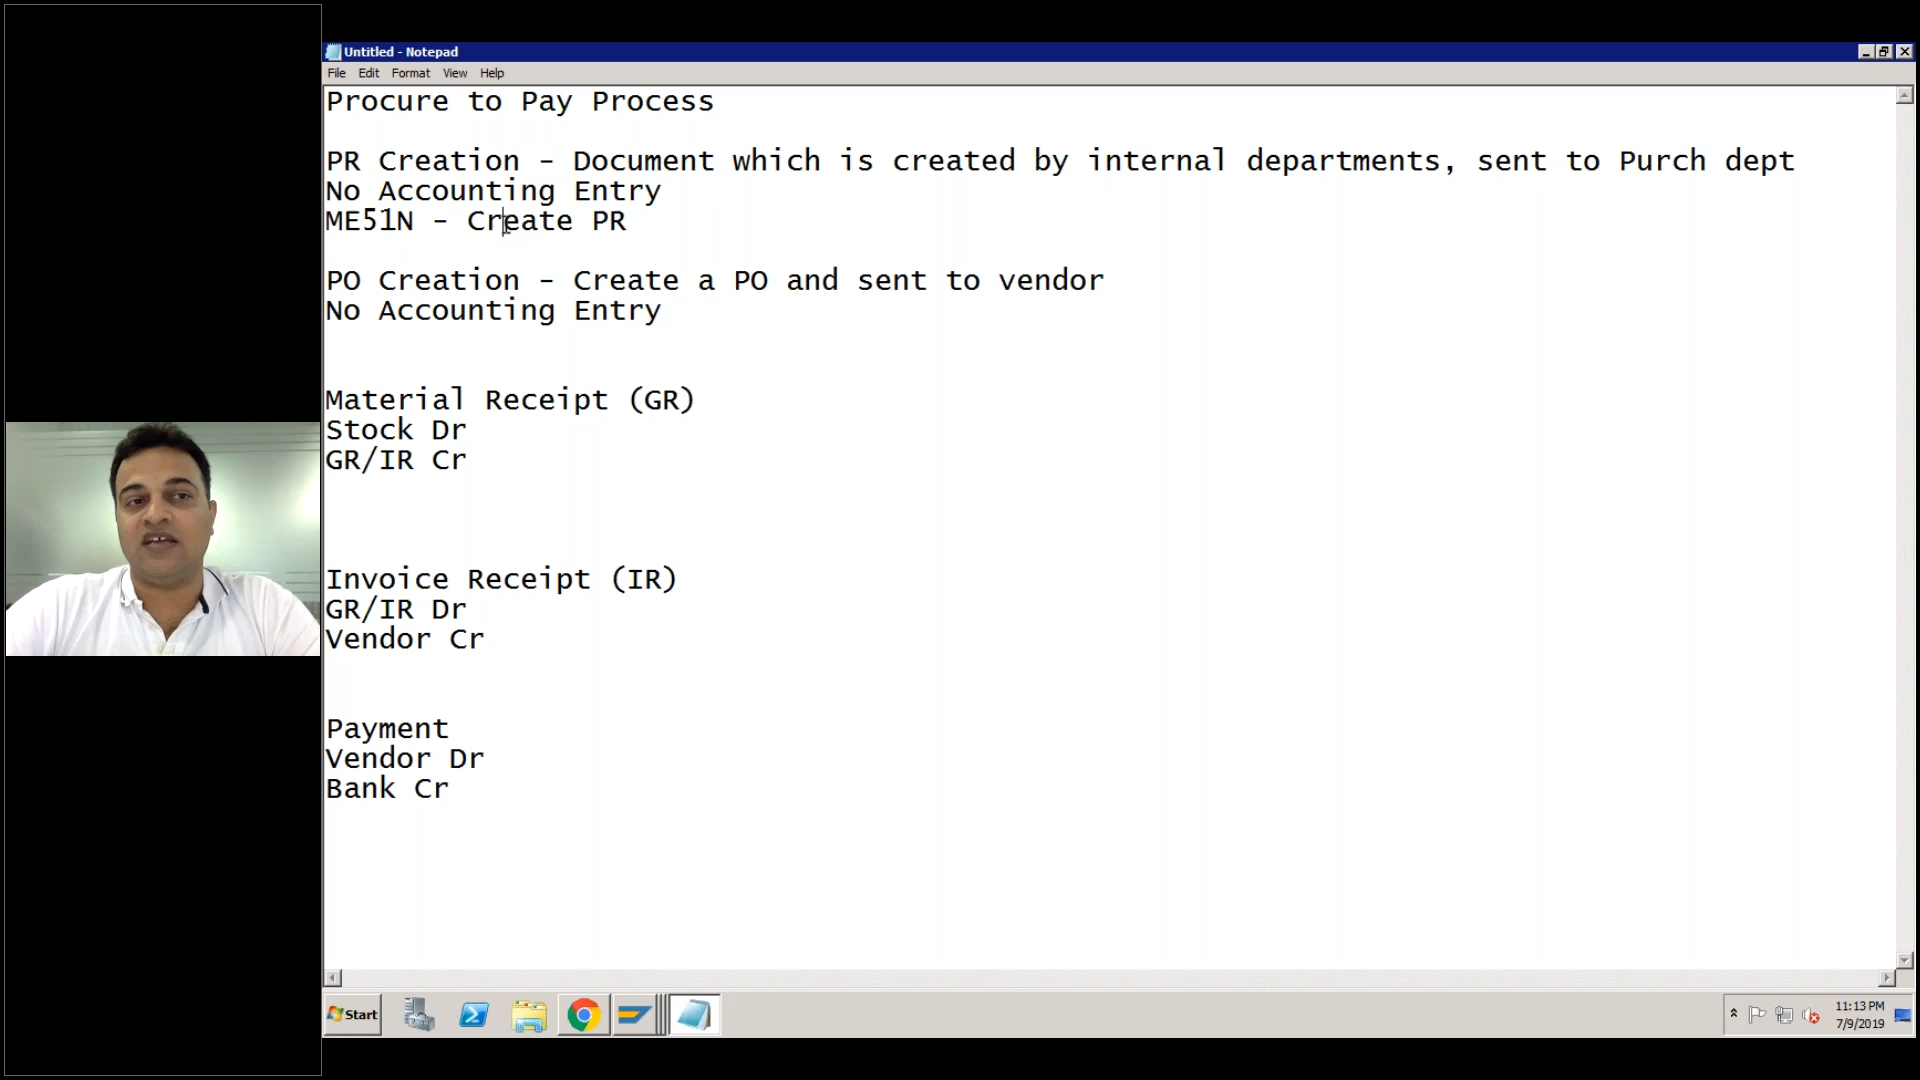 Untitled - Notepad
File Edit Format View Help
Procure to Pay Process
PR Creation - Document which is created by internal departments, sent to Purch dept
No Accounting Entry
ME51N - Create PR
PO Creation - Create a PO and sent to vendor
No Accounting Entry
Material Receipt (GR)
Stock Dr
GR/IR Cr
Invoice Receipt (IR)
GR/IR Dr
Vendor Cr
Payment
Vendor Dr
Bank Cr
Start
11:13 PM
7/9/2019